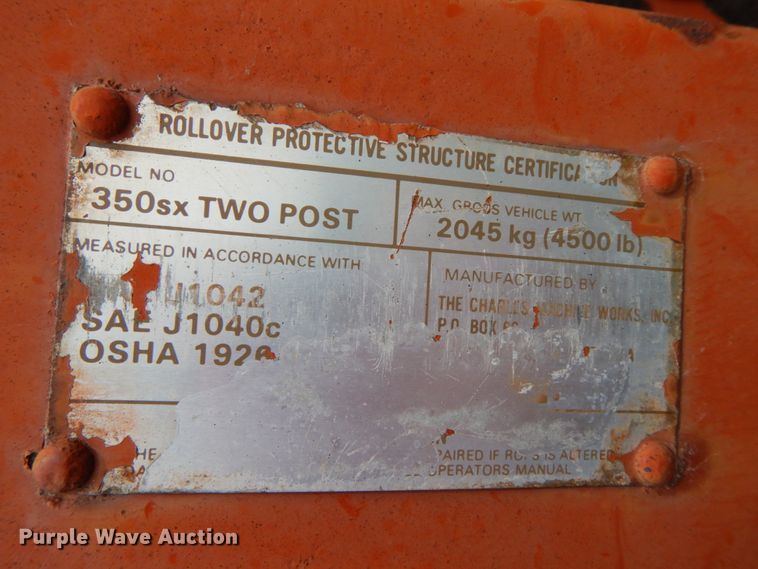 ROLLOVER PROTECTIVE STRUCTURE
MODEL NO.
350sx TWO POST
MAX. GROSS VEHICLE WT.
2045 kg (4500 lb)
MEASURED IN ACCORDANCE WITH
J1042
SAE J1040c
OSHA 1926
MANUFACTURED BY
THE CHARLES MACHINE WORKS, INC.
P.O. BOX
IF ROPS IS ALTERED
OPERATORS MANUAL
Purple Wave Auction